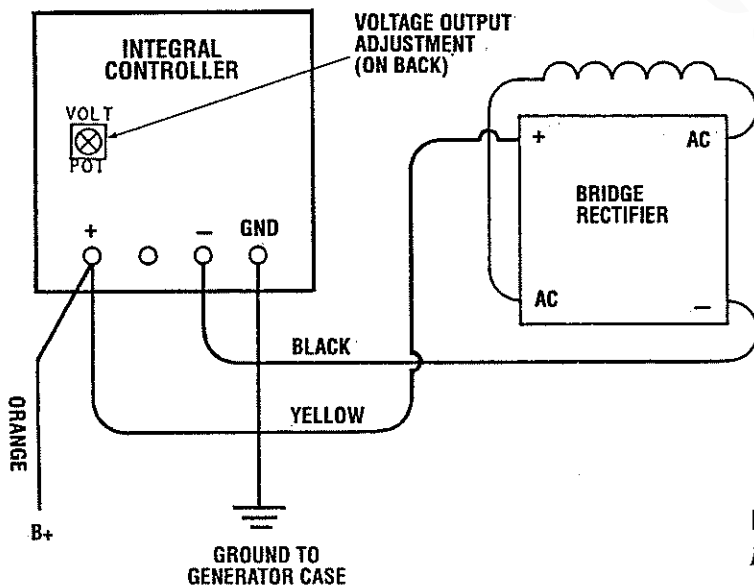 VOLTAGE OUTPUT
ADJUSTMENT
(ON BACK)
INTEGRAL
CONTROLLER
VOLT
POT
+
–
GND
+
AC
BRIDGE
RECTIFIER
AC
–
BLACK
YELLOW
ORANGE
B+
GROUND TO
GENERATOR CASE